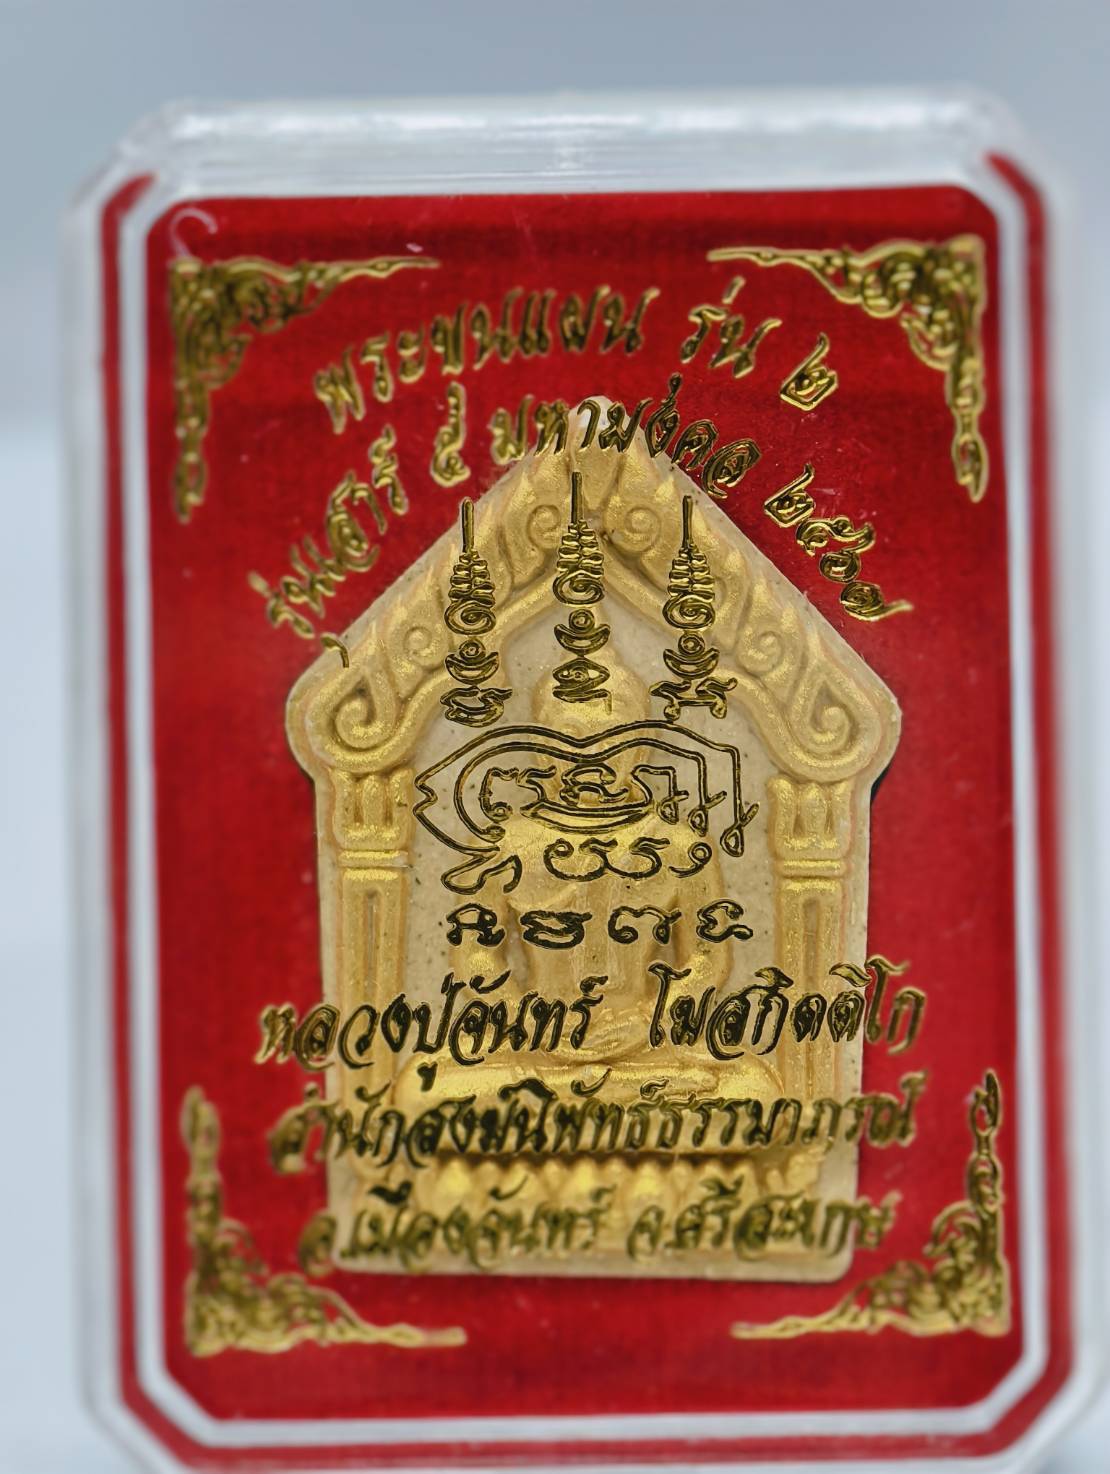 พระขุนแผน รุ่น ๒
รุ่นเสาร์ ๕ มหามงคล ๒๕๖๗
หลวงปู่จันทร์ โฆสกิตติโก
สำนักสงฆ์นิพัทธ์ธรรมาภรณ์
อ.เมืองจันทร์ จ.ศรีสะเกษ